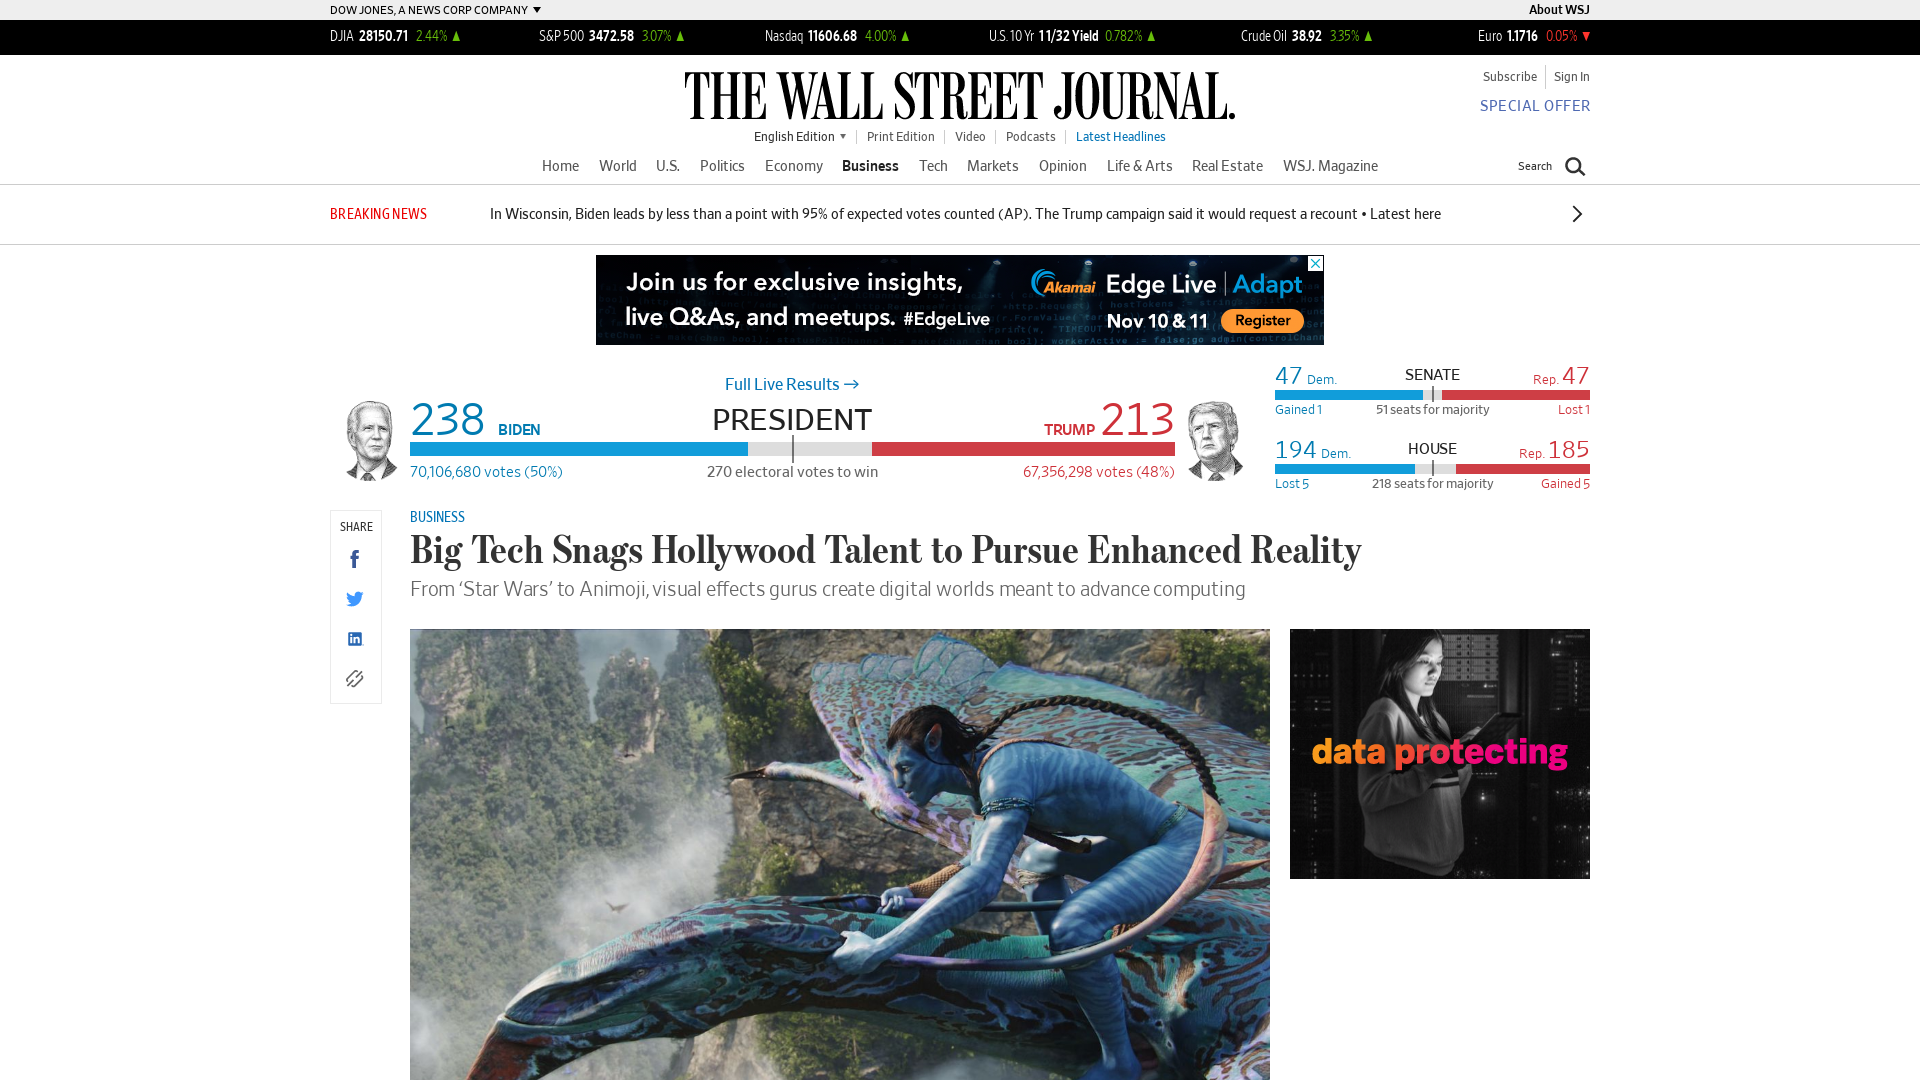 DOW JONES, A NEWS CORP COMPANY
About WSJ
DJIA 28150.71 2.44%
S&P 500 3472.58 3.07%
Nasdaq 11606.68 4.00%
U.S. 10 Yr 1 1/32 Yield 0.782%
Crude Oil 38.92 3.35%
Euro 1.1716 0.05%
THE WALL STREET JOURNAL.
Subscribe
Sign In
SPECIAL OFFER
English Edition
Print Edition
Video
Podcasts
Latest Headlines
Home
World
U.S.
Politics
Economy
Business
Tech
Markets
Opinion
Life & Arts
Real Estate
WSJ. Magazine
Search
BREAKING NEWS
In Wisconsin, Biden leads by less than a point with 95% of expected votes counted (AP). The Trump campaign said it would request a recount • Latest here
Join us for exclusive insights,
live Q&As, and meetups. #EdgeLive
Akamai Edge Live | Adapt
Nov 10 & 11 Register
Full Live Results
238 BIDEN
PRESIDENT
TRUMP 213
70,106,680 votes (50%)
270 electoral votes to win
67,356,298 votes (48%)
47 Dem.
SENATE
Rep. 47
Gained 1
51 seats for majority
Lost 1
194 Dem.
HOUSE
Rep. 185
Lost 5
218 seats for majority
Gained 5
SHARE
BUSINESS
Big Tech Snags Hollywood Talent to Pursue Enhanced Reality
From ‘Star Wars’ to Animoji, visual effects gurus create digital worlds meant to advance computing
data protecting